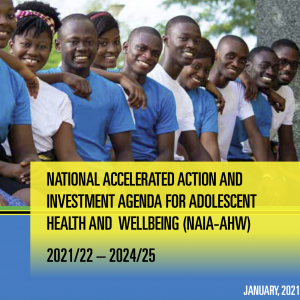 NATIONAL ACCELERATED ACTION AND
INVESTMENT AGENDA FOR ADOLESCENT
HEALTH AND WELLBEING (NAIA-AHW)
2021/22 – 2024/25
JANUARY, 2021